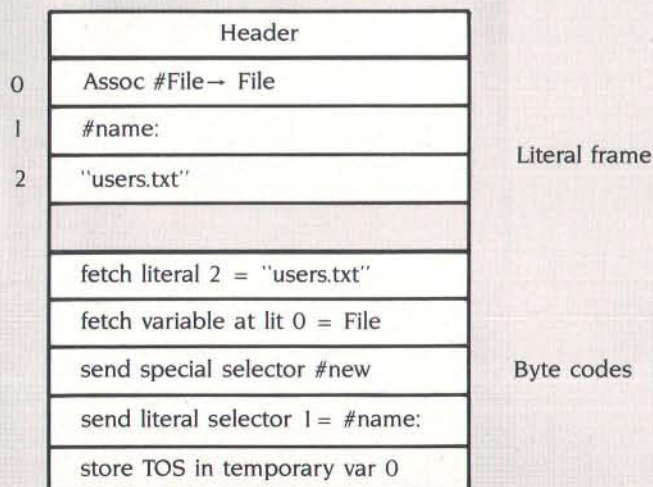 Header
0 Assoc #File→ File
1 #name:
Literal frame
2 "users.txt"
fetch literal 2 = "users.txt"
fetch variable at lit 0 = File
send special selector #new
Byte codes
send literal selector 1 = #name:
store TOS in temporary var 0